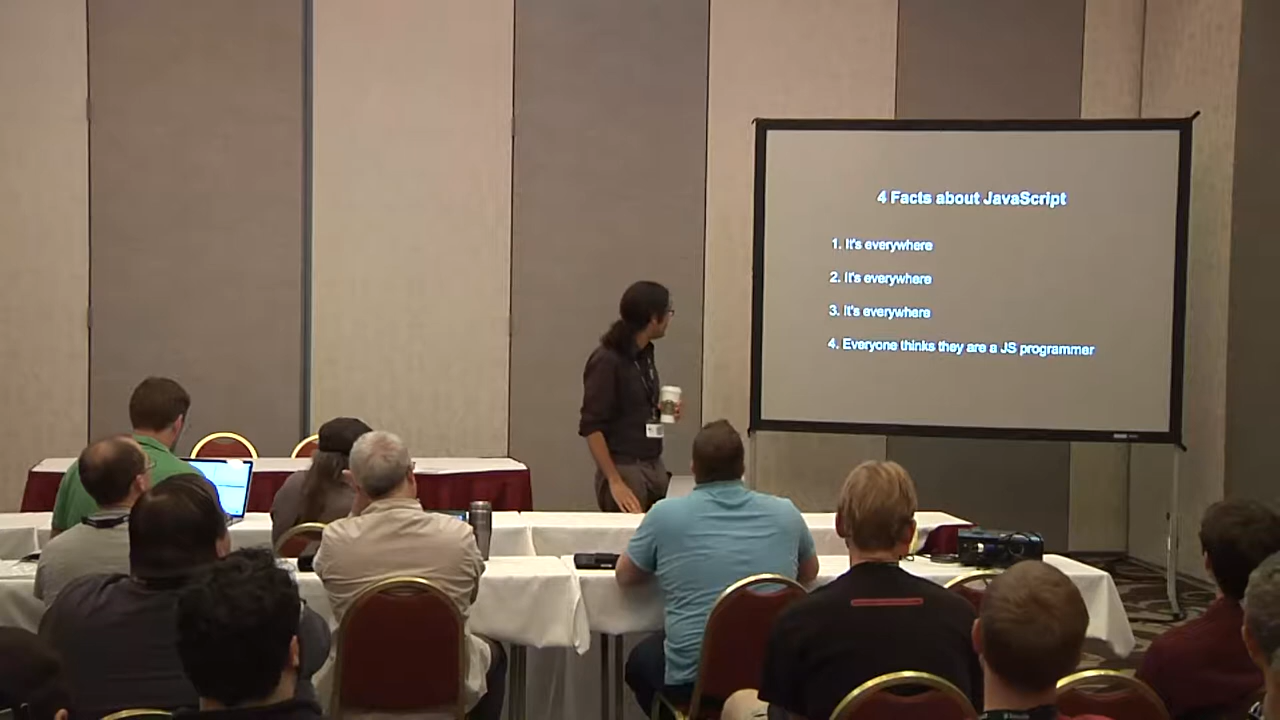 4 Facts about JavaScript
1. It's everywhere
2. It's everywhere
3. It's everywhere
4. Everyone thinks they are a JS programmer